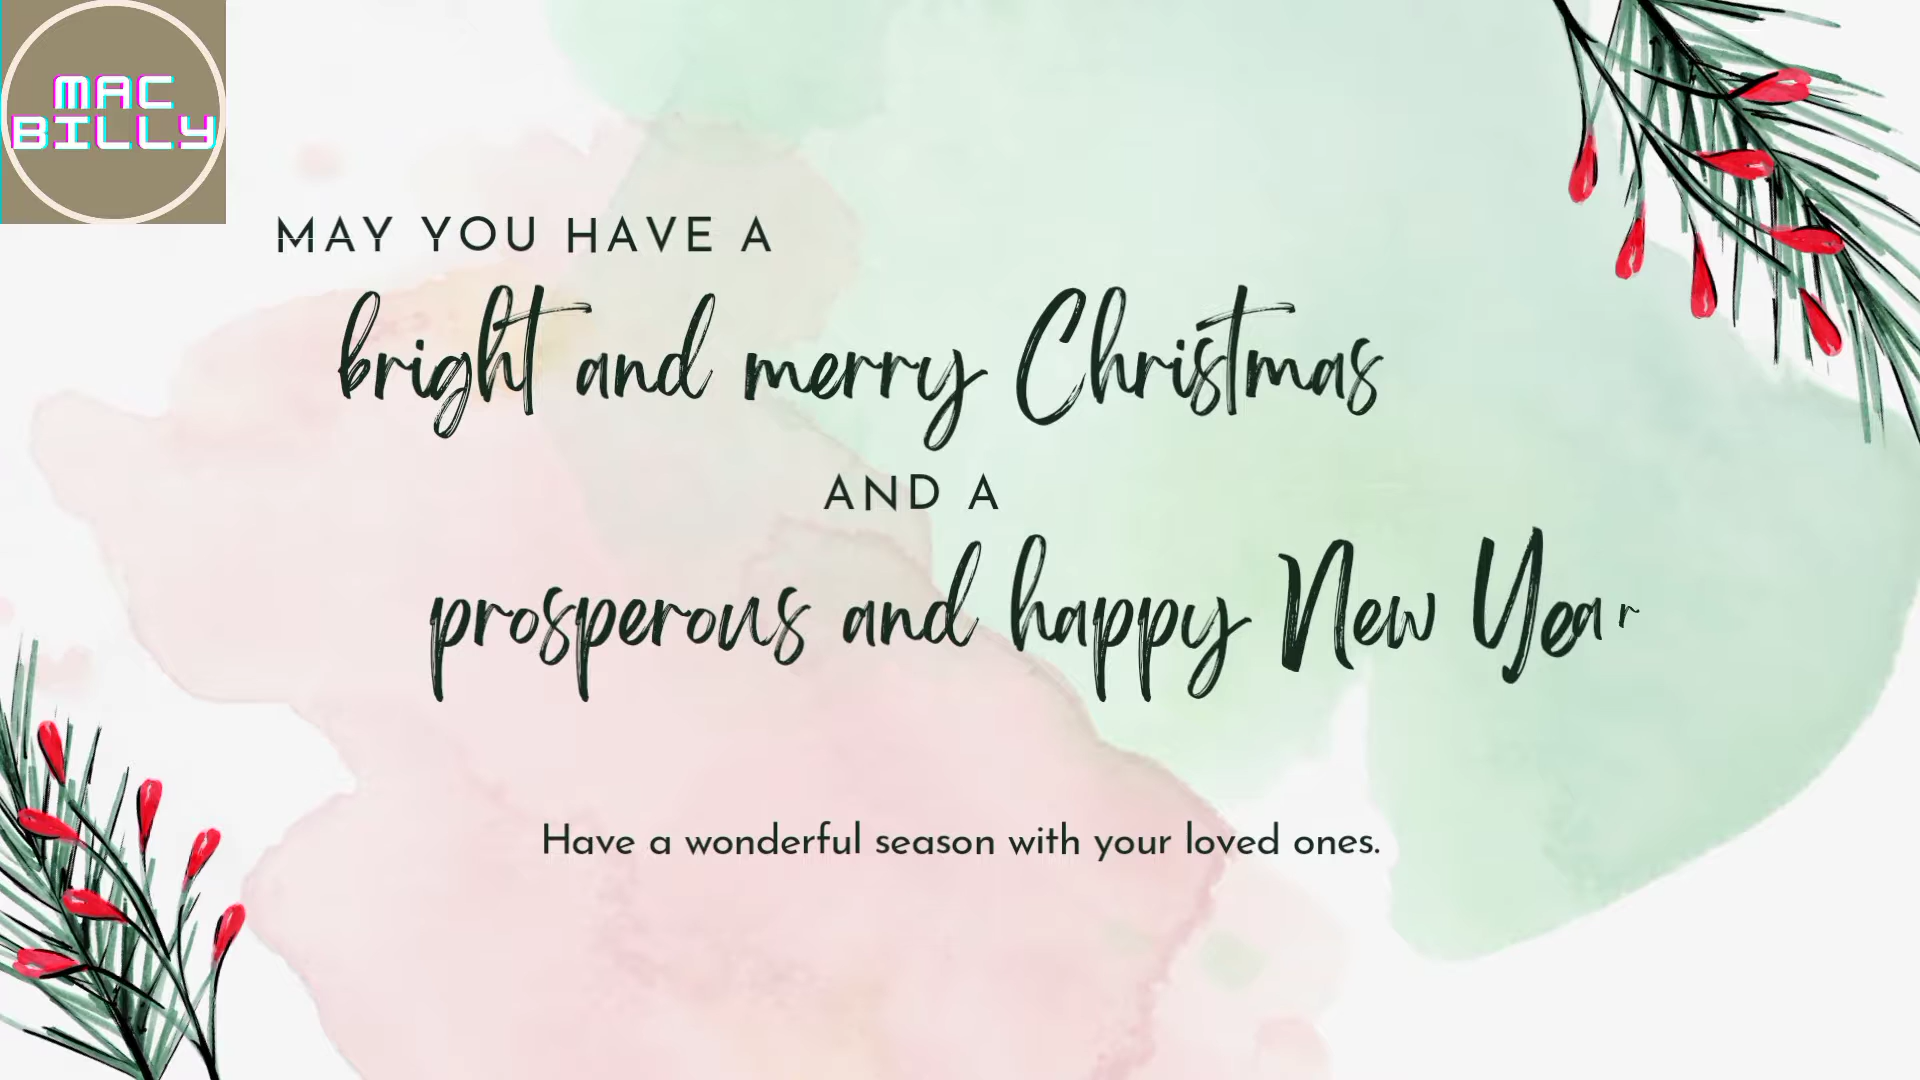 MAC
BILLY
MAY YOU HAVE A
bright and merry Christmas
AND A
prosperous and happy New Year
Have a wonderful season with your loved ones.